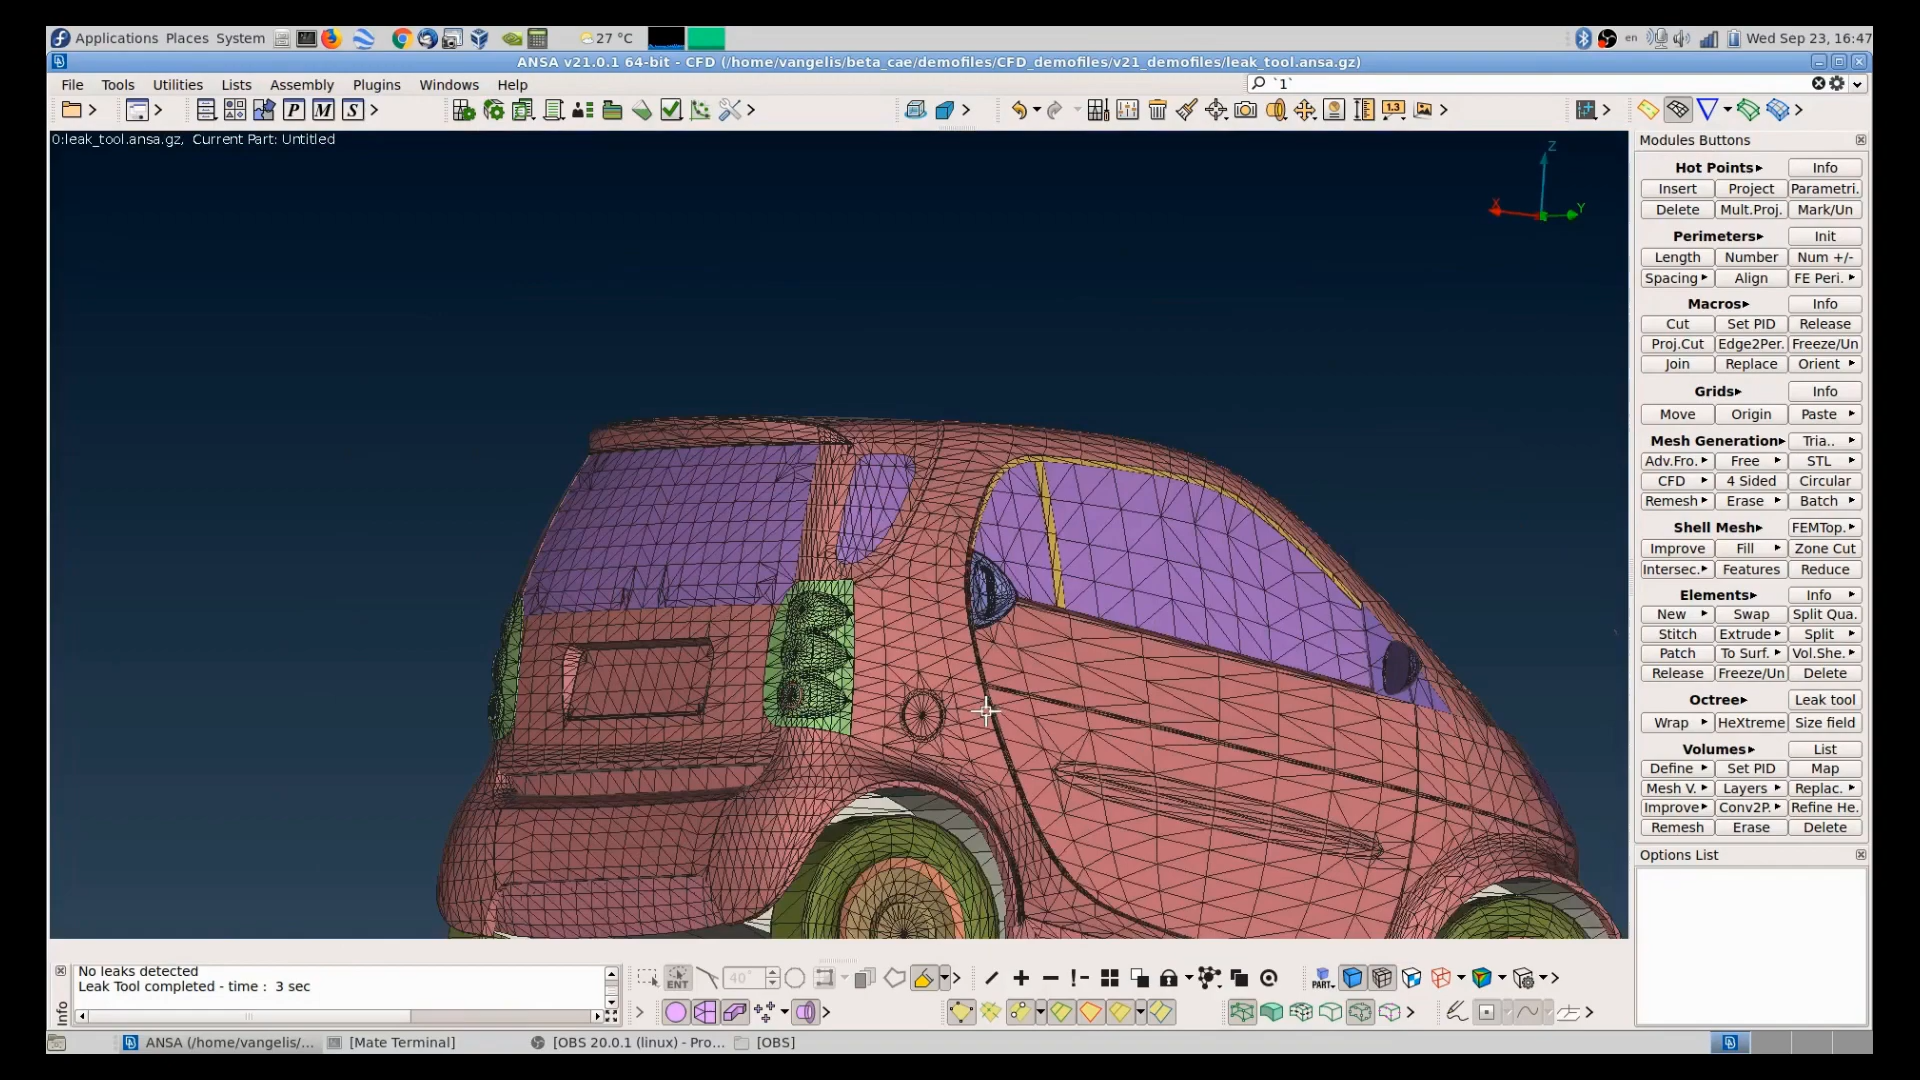 Applications Places System 27 °C en Wed Sep 23, 16:47
ANSA v21.0.1 64-bit - CFD (/home/vangelis/beta_cae/demofiles/CFD_demofiles/v21_demofiles/leak_tool.ansa.gz)
File Tools Utilities Lists Assembly Plugins Windows Help `1`
P M S 1.3
0:leak_tool.ansa.gz, Current Part: Untitled
Z
X Y
Modules Buttons
Hot Points Info
Insert Project Parametri.
Delete Mult.Proj. Mark/Un
Perimeters Init
Length Number Num +/-
Spacing Align FE Peri.
Macros Info
Cut Set PID Release
Proj.Cut Edge2Per. Freeze/Un
Join Replace Orient
Grids Info
Move Origin Paste
Mesh Generation Tria..
Adv.Fro. Free STL
CFD 4 Sided Circular
Remesh Erase Batch
Shell Mesh FEMTop.
Improve Fill Zone Cut
Intersec. Features Reduce
Elements Info
New Swap Split Qua.
Stitch Extrude Split
Patch To Surf. Vol.She.
Release Freeze/Un Delete
Octree Leak tool
Wrap HeXtreme Size field
Volumes List
Define Set PID Map
Mesh V. Layers Replac.
Improve Conv2P. Refine He.
Remesh Erase Delete
Options List
No leaks detected
Leak Tool completed - time : 3 sec
Info
ENT 40° PART
ANSA (/home/vangelis/... [Mate Terminal] [OBS 20.0.1 (linux) - Pro... [OBS]